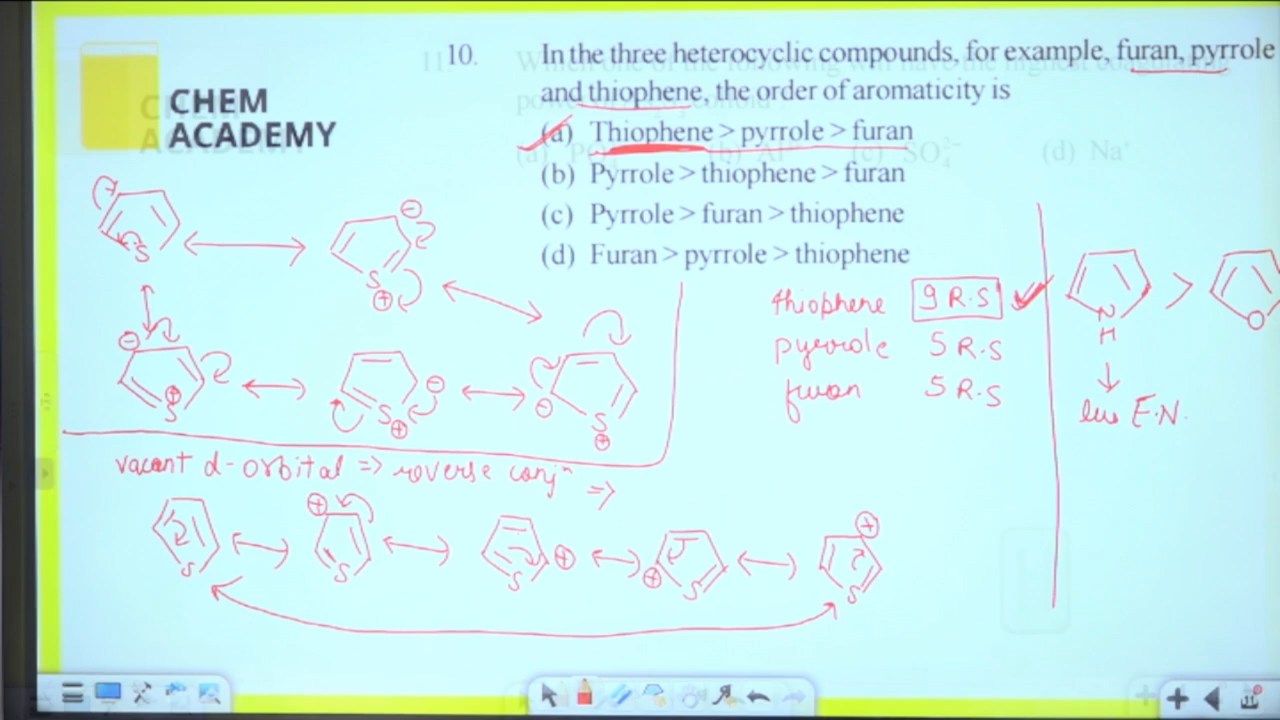 CHEM
ACADEMY
10. In the three heterocyclic compounds, for example, furan, pyrrole
and thiophene, the order of aromaticity is
(a) Thiophene > pyrrole > furan
(b) Pyrrole > thiophene > furan
(c) Pyrrole > furan > thiophene
(d) Furan > pyrrole > thiophene
S
⊖
S
⊕
thiophene 9 R.S
pyrrole 5 R.S
furan 5 R.S
N
H
>
O
less E.N.
⊖
⊕
S
S
⊖
⊕
⊖
S
⊕
vacant d-orbital => reverse conjⁿ =>
S
⊕
S
S
⊕
⊕
S
⊕
S